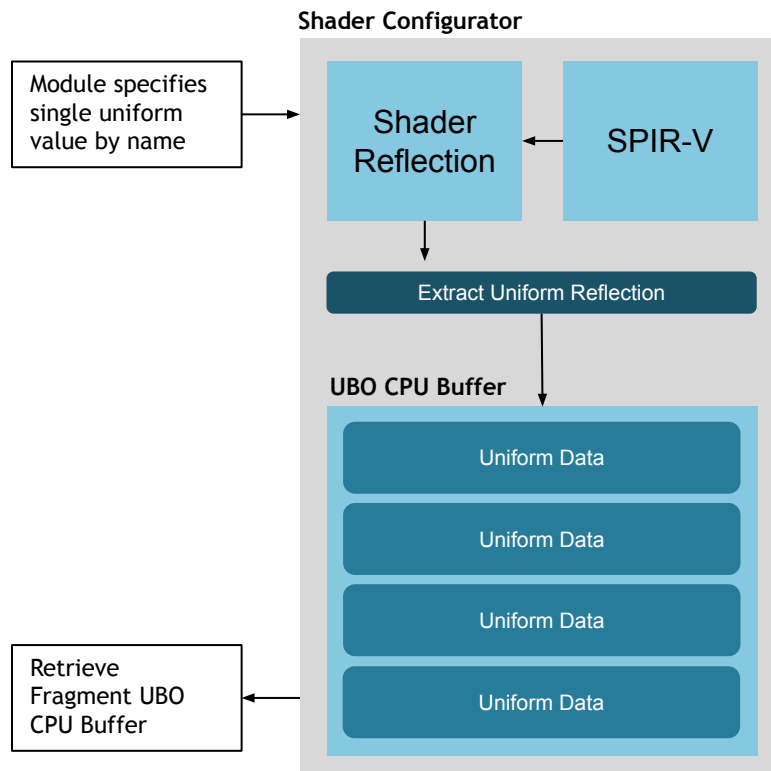 Shader Configurator
Module specifies
single uniform
value by name
Shader
Reflection
SPIR-V
Extract Uniform Reflection
UBO CPU Buffer
Uniform Data
Uniform Data
Uniform Data
Uniform Data
Retrieve
Fragment UBO
CPU Buffer